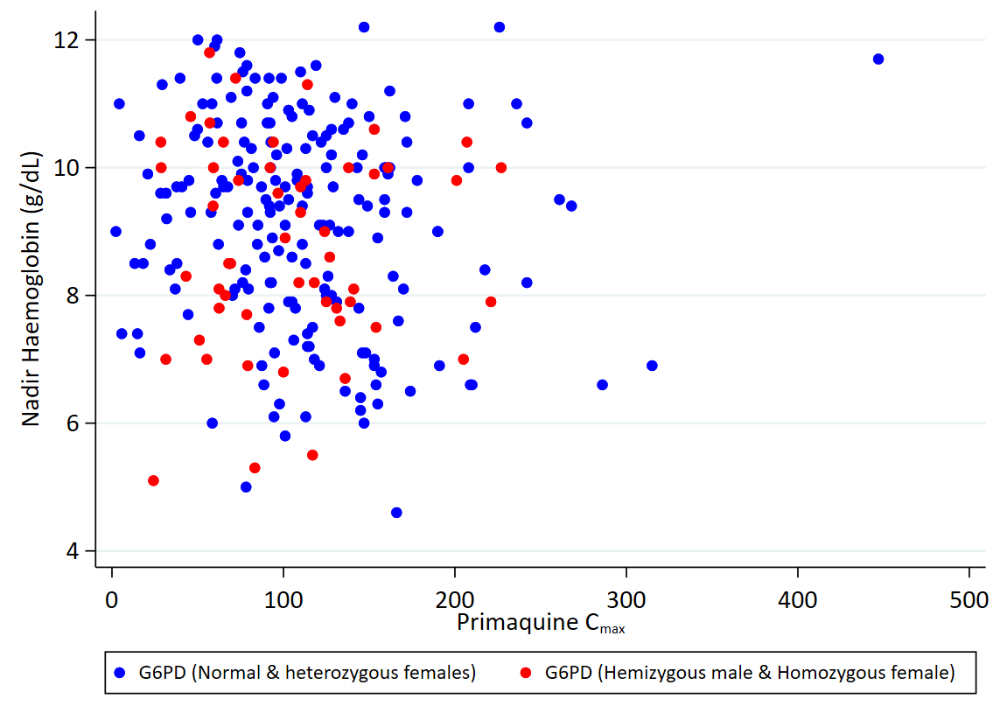 Nadir Haemoglobin (g/dL)
12
10
8
6
4
0 100 200 300 400 500
Primaquine Cmax
G6PD (Normal & heterozygous females) G6PD (Hemizygous male & Homozygous female)